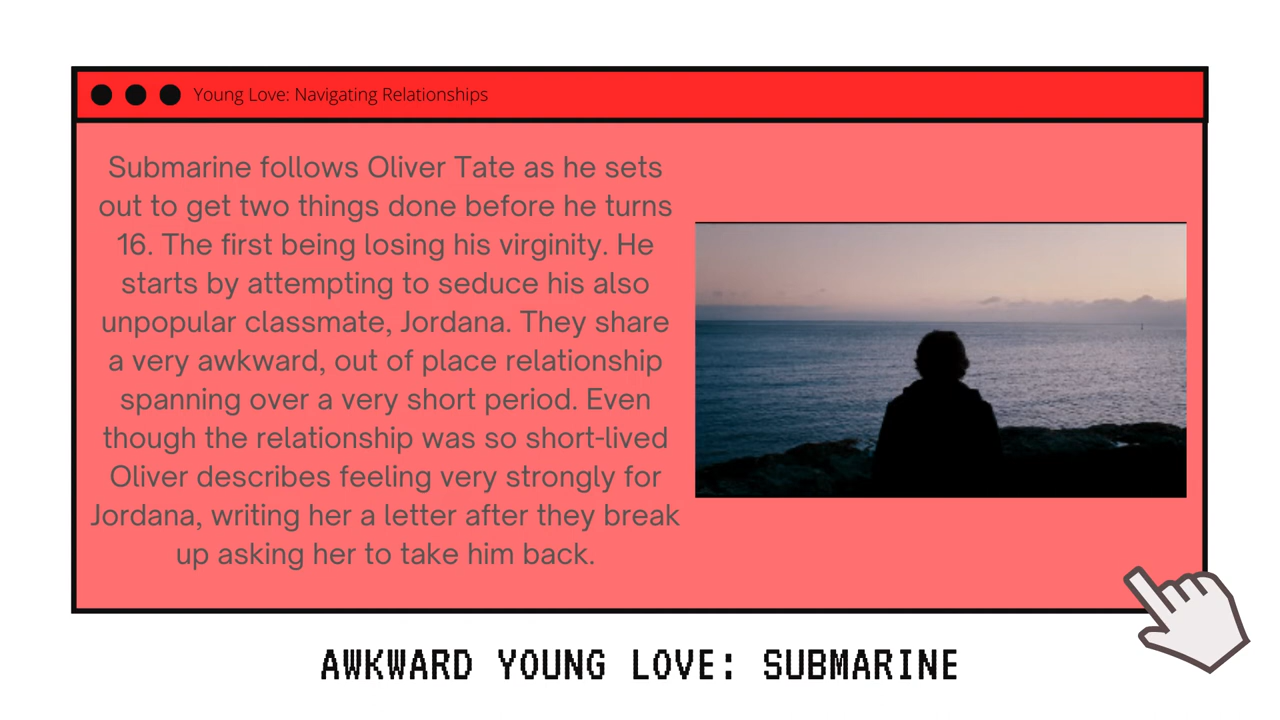 Young Love: Navigating Relationships
Submarine follows Oliver Tate as he sets
out to get two things done before he turns
16. The first being losing his virginity. He
starts by attempting to seduce his also
unpopular classmate, Jordana. They share
a very awkward, out of place relationship
spanning over a very short period. Even
though the relationship was so short-lived
Oliver describes feeling very strongly for
Jordana, writing her a letter after they break
up asking her to take him back.
AWKWARD YOUNG LOVE: SUBMARINE